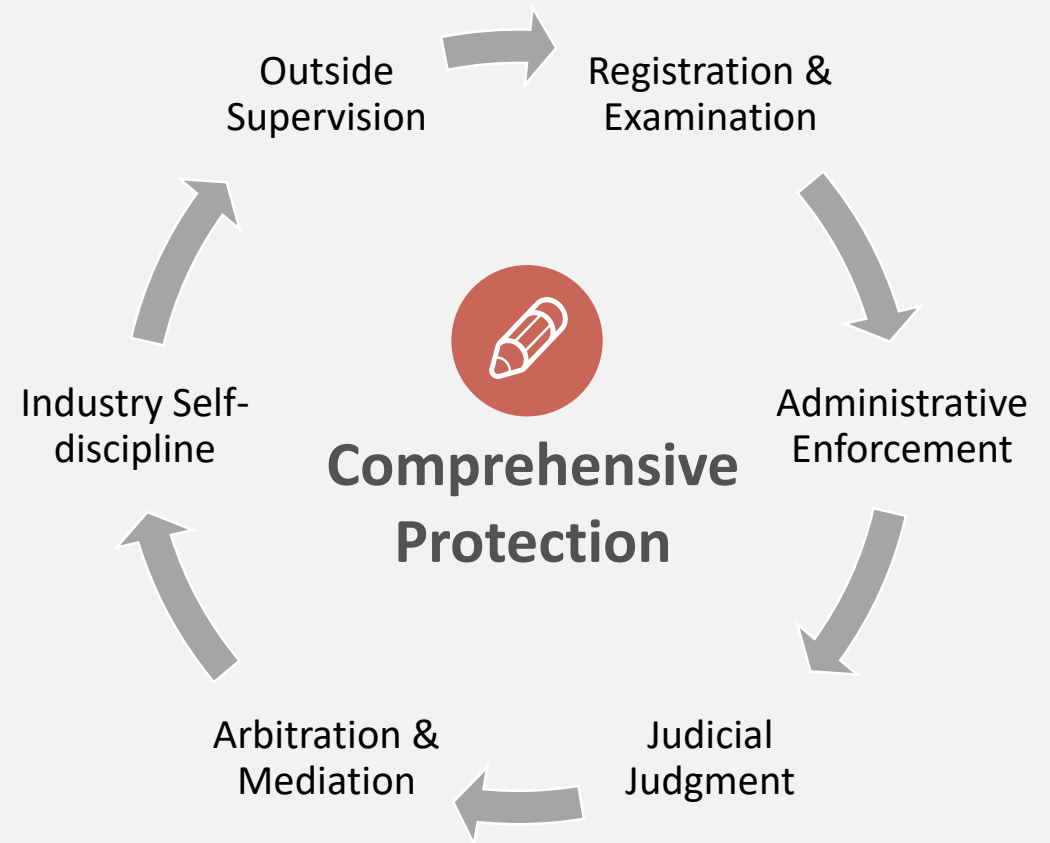 Outside
Supervision
Registration &
Examination
Administrative
Enforcement
Judicial
Judgment
Arbitration &
Mediation
Industry Self-
discipline
Comprehensive
Protection